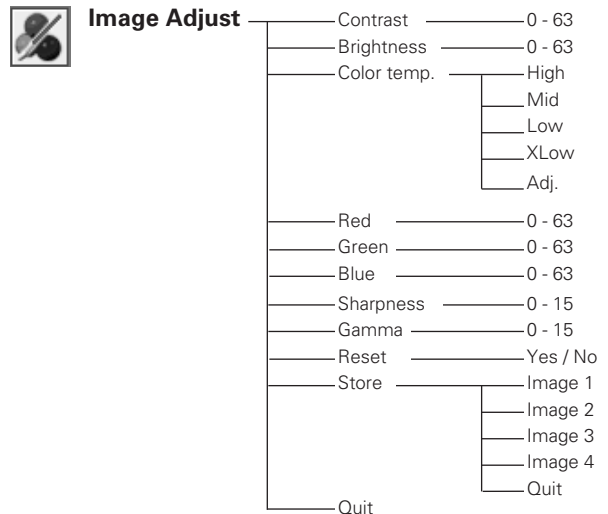 Image Adjust
Contrast 0 - 63
Brightness 0 - 63
Color temp. High
Mid
Low
XLow
Adj.
Red 0 - 63
Green 0 - 63
Blue 0 - 63
Sharpness 0 - 15
Gamma 0 - 15
Reset Yes / No
Store Image 1
Image 2
Image 3
Image 4
Quit
Quit